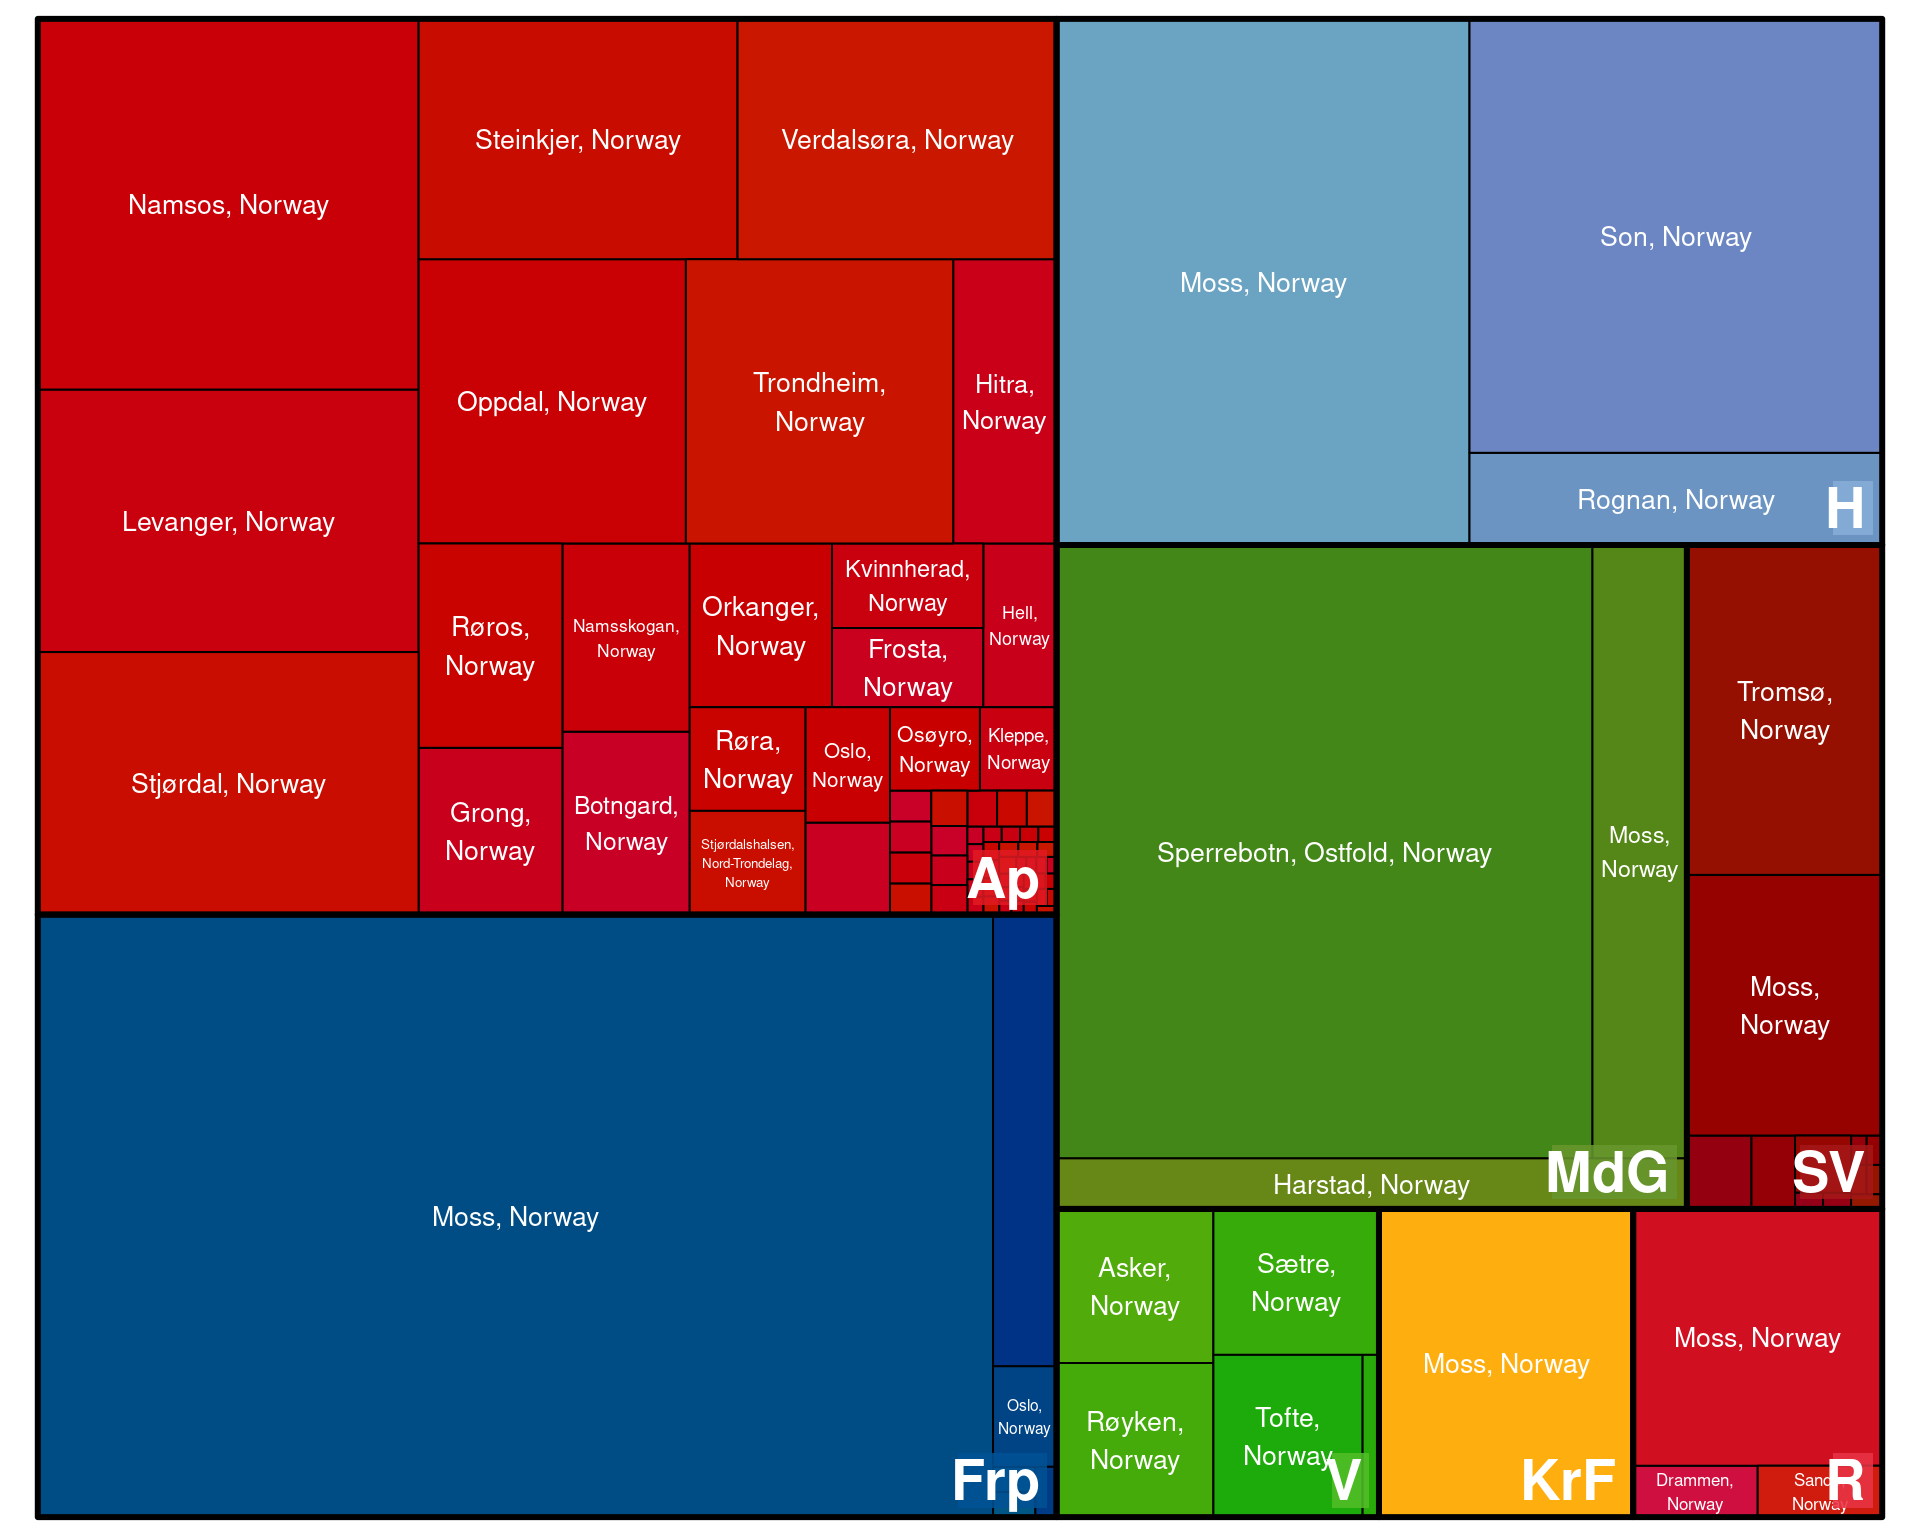 Namsos, Norway
Steinkjer, Norway
Verdalsøra, Norway
Levanger, Norway
Oppdal, Norway
Trondheim,
Norway
Hitra,
Norway
Stjørdal, Norway
Røros,
Norway
Namsskogan,
Norway
Orkanger,
Norway
Kvinnherad,
Norway
Frosta,
Norway
Hell,
Norway
Grong,
Norway
Botngard,
Norway
Røra,
Norway
Oslo,
Norway
Osøyro,
Norway
Kleppe,
Norway
Stjørdalshalsen,
Nord-Trondelag,
Norway
Ap
Moss, Norway
Oslo,
Norway
Frp
Moss, Norway
Son, Norway
Rognan, Norway
H
Sperrebotn, Ostfold, Norway
Moss,
Norway
Harstad, Norway
MdG
Tromsø,
Norway
Moss,
Norway
SV
Asker,
Norway
Sætre,
Norway
Røyken,
Norway
Tofte,
Norway
V
Moss, Norway
KrF
Moss, Norway
Drammen,
Norway
Norway
R